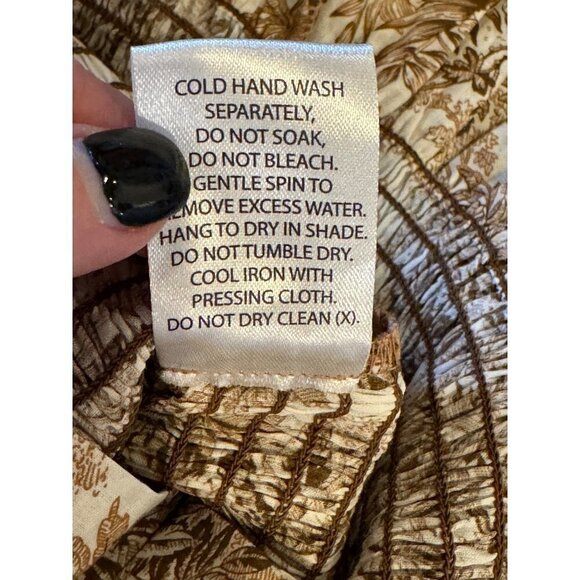 COLD HAND WASH
SEPARATELY,
DO NOT SOAK,
DO NOT BLEACH.
GENTLE SPIN TO
REMOVE EXCESS WATER.
HANG TO DRY IN SHADE.
DO NOT TUMBLE DRY.
COOL IRON WITH
PRESSING CLOTH.
DO NOT DRY CLEAN (X).